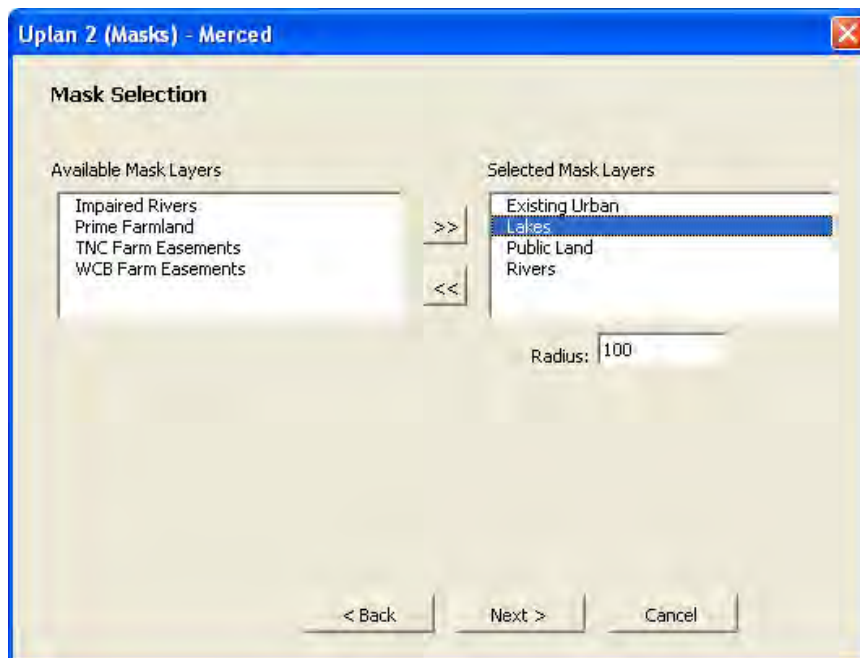 Uplan 2 (Masks) - Merced
Mask Selection
Available Mask Layers
Impaired Rivers
Prime Farmland
TNC Farm Easements
WCB Farm Easements
>>
<<
Selected Mask Layers
Existing Urban
Lakes
Public Land
Rivers
Radius: 100
< Back Next > Cancel